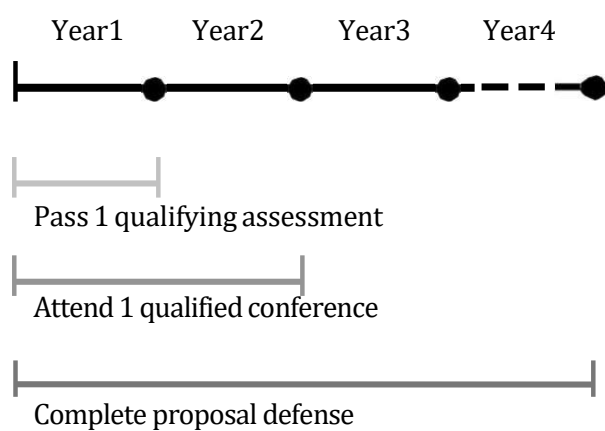 Year1 Year2 Year3 Year4
Pass 1 qualifying assessment
Attend 1 qualified conference
Complete proposal defense